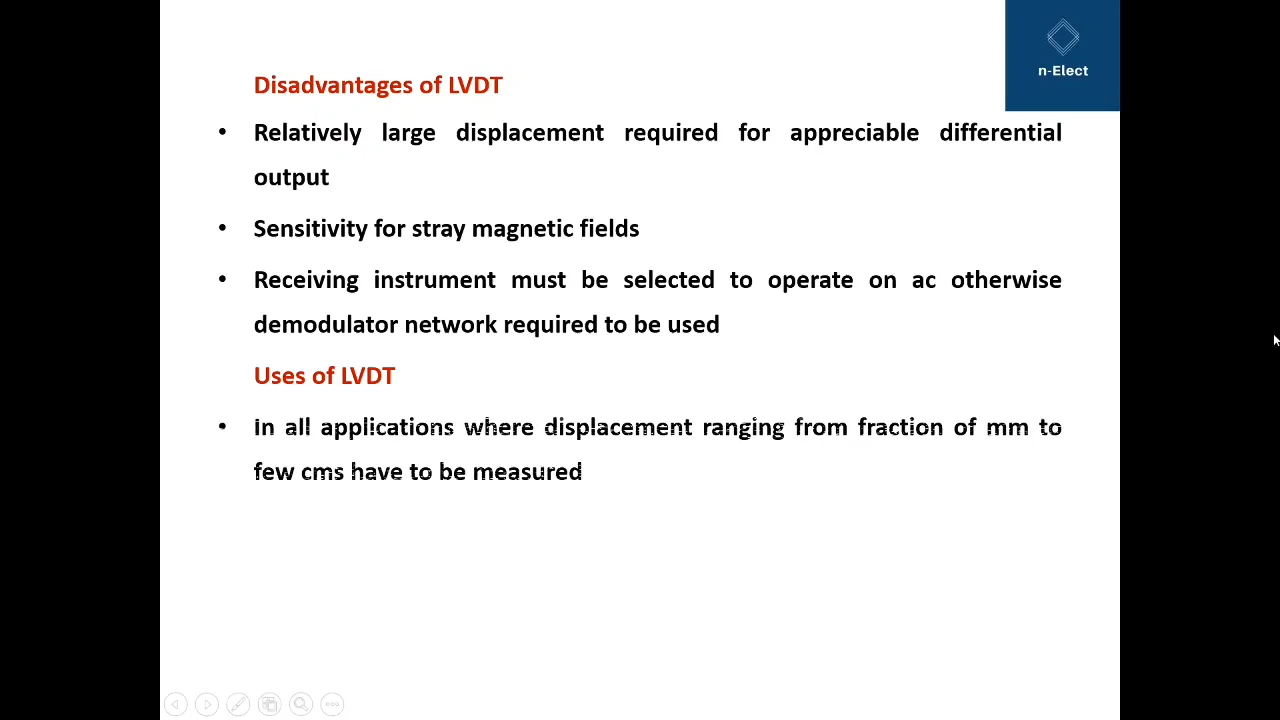 n-Elect
Disadvantages of LVDT
• Relatively large displacement required for appreciable differential
output
• Sensitivity for stray magnetic fields
• Receiving instrument must be selected to operate on ac otherwise
demodulator network required to be used
Uses of LVDT
• In all applications where displacement ranging from fraction of mm to
few cms have to be measured